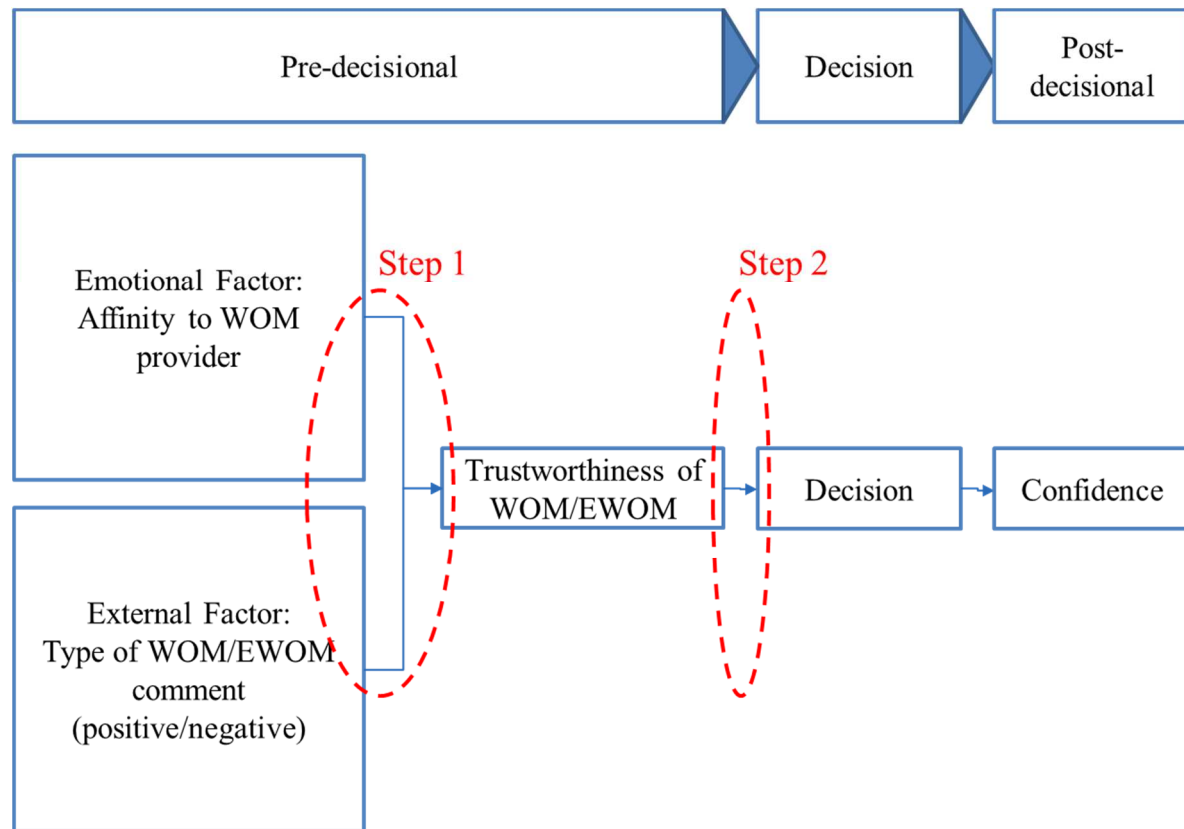 Pre-decisional
Decision
Post-
decisional
Emotional Factor:
Affinity to WOM
provider
Step 1
Step 2
Trustworthiness of
WOM/EWOM
Decision
Confidence
External Factor:
Type of WOM/EWOM
comment
(positive/negative)